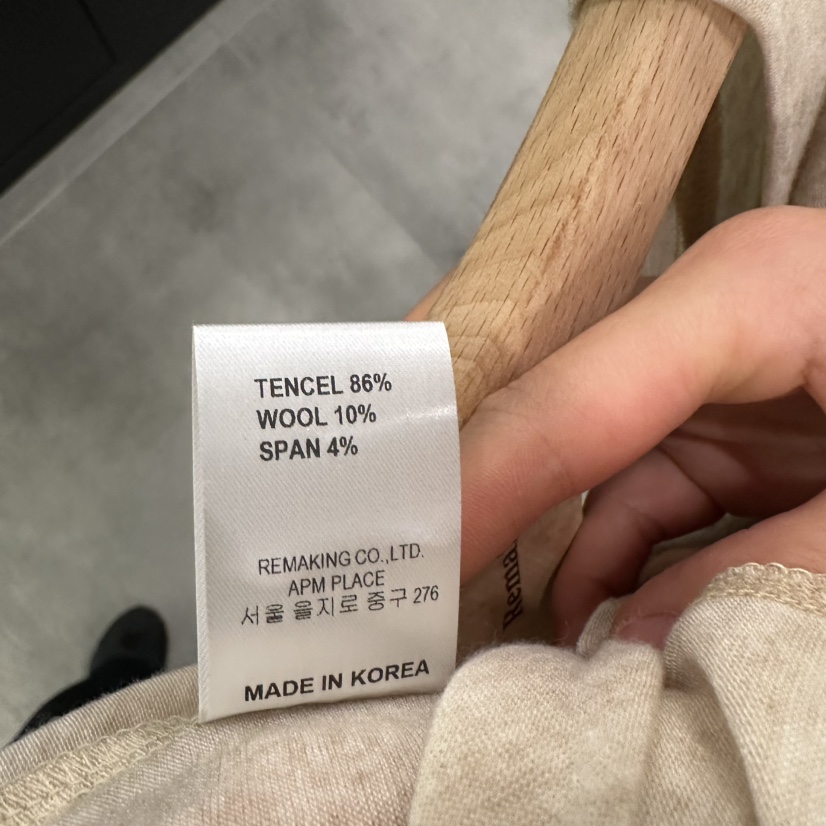 TENCEL 86%
WOOL 10%
SPAN 4%
REMAKING CO.,LTD.
APM PLACE
서울 을지로 중구 276
MADE IN KOREA